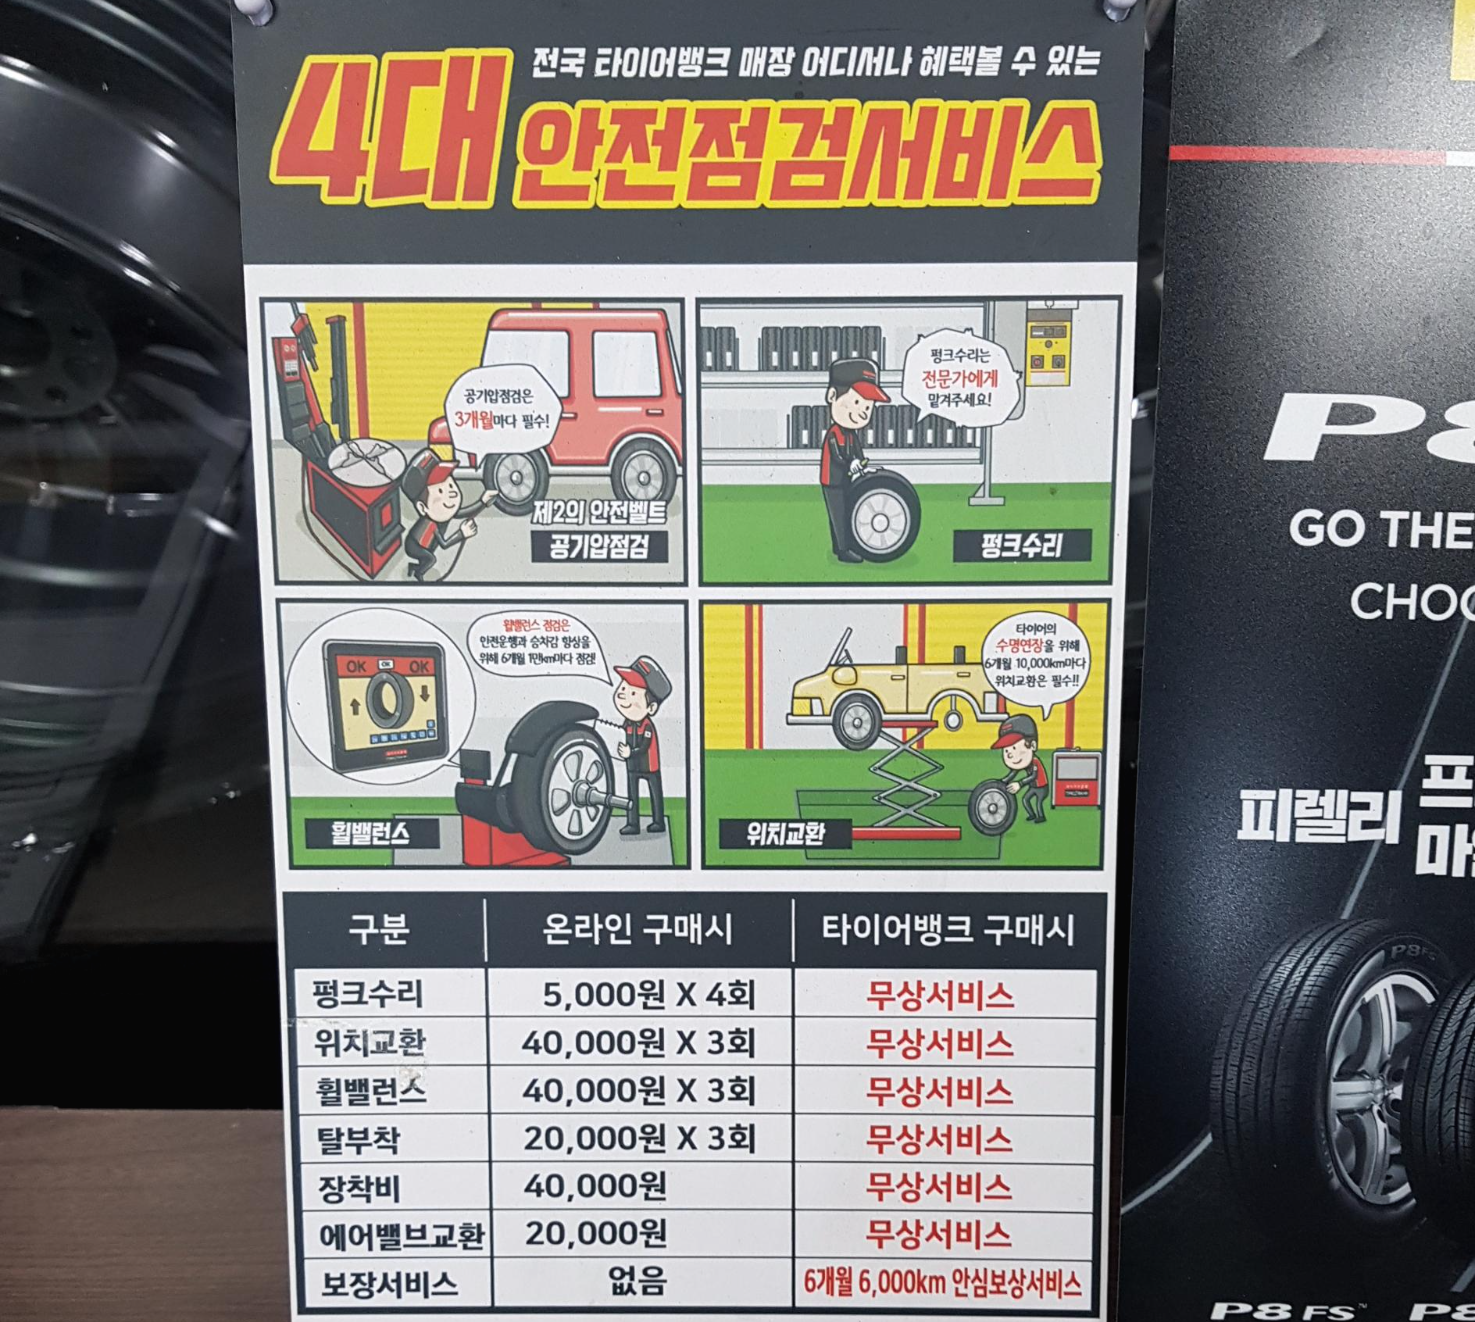 전국 타이어뱅크 매장 어디서나 혜택볼 수 있는
4대 안전점검서비스
공기압점검은
3개월마다 필수!
제2의 안전벨트
공기압점검
펑크수리는
전문가에게
맡겨주세요!
펑크수리
OK OK OK
휠밸런스 점검은
안전운행과 승차감 향상을
위해 6개월 1만km마다 점검!
휠밸런스
타이어의
수명연장을 위해
6개월 10,000km마다
위치교환은 필수!!
위치교환
구분 온라인 구매시 타이어뱅크 구매시
펑크수리 5,000원 X 4회 무상서비스
위치교환 40,000원 X 3회 무상서비스
휠밸런스 40,000원 X 3회 무상서비스
탈부착 20,000원 X 3회 무상서비스
장착비 40,000원 무상서비스
에어밸브교환 20,000원 무상서비스
보장서비스 없음 6개월 6,000km 안심보상서비스
GO THE
피렐리
P8 FS™